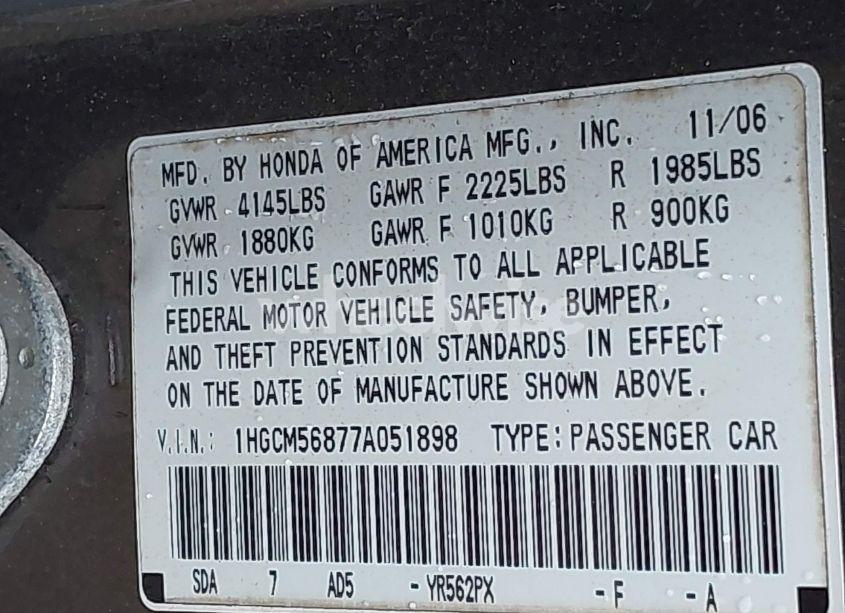 MFD. BY HONDA OF AMERICA MFG., INC. 11/06
GVWR 4145LBS GAWR F 2225LBS R 1985LBS
GVWR 1880KG GAWR F 1010KG R 900KG
THIS VEHICLE CONFORMS TO ALL APPLICABLE
FEDERAL MOTOR VEHICLE SAFETY, BUMPER,
AND THEFT PREVENTION STANDARDS IN EFFECT
ON THE DATE OF MANUFACTURE SHOWN ABOVE.
V.I.N.: 1HGCM56877A051898 TYPE: PASSENGER CAR
SDA 7 AD5 - YR562PX - F - A